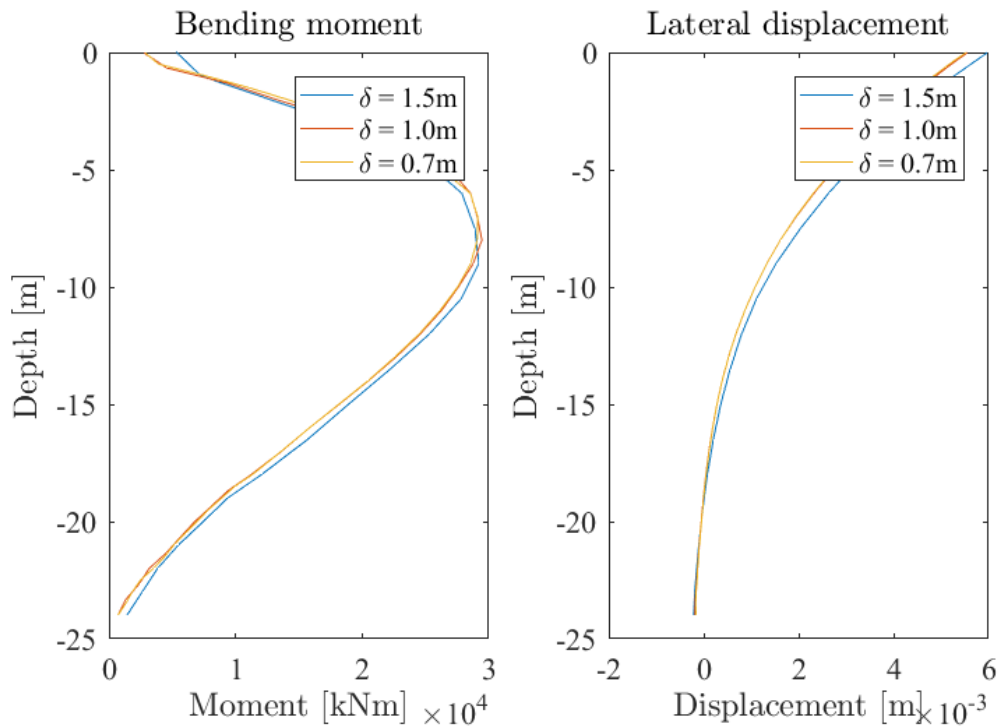 Bending moment
0
-5
-10
-15
-20
-25
Depth [m]
δ = 1.5m
δ = 1.0m
δ = 0.7m
0
1
2
3
Moment [kNm]
×10⁴
Lateral displacement
0
-5
-10
-15
-20
-25
Depth [m]
δ = 1.5m
δ = 1.0m
δ = 0.7m
-2
0
2
4
6
Displacement [m]
×10⁻³